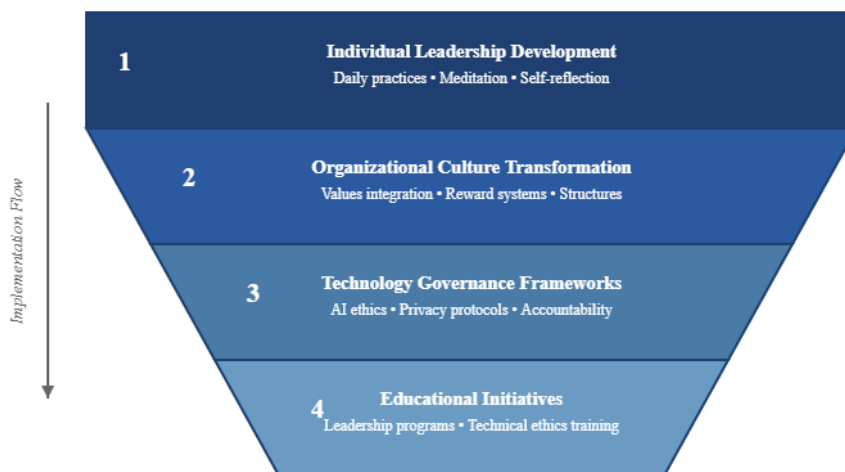 1
Individual Leadership Development
Daily practices • Meditation • Self-reflection
2
Organizational Culture Transformation
Values integration • Reward systems • Structures
3
Technology Governance Frameworks
AI ethics • Privacy protocols • Accountability
4
Educational Initiatives
Leadership programs • Technical ethics training
Implementation Flow